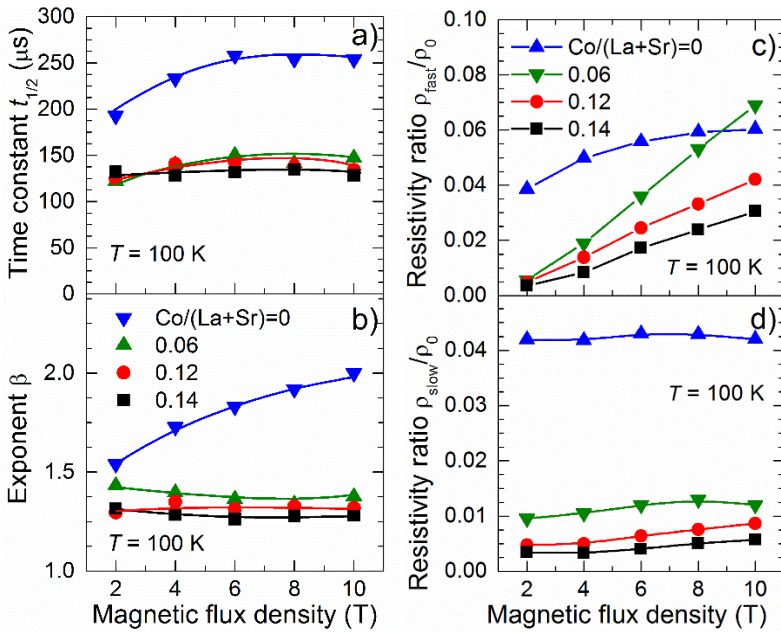 a)
Time constant t1/2 (μs)
300
250
200
150
100
50
0
T = 100 K
b)
Exponent β
2.0
1.5
1.0
Co/(La+Sr)=0
0.06
0.12
0.14
T = 100 K
2 4 6 8 10
Magnetic flux density (T)
c)
Resistivity ratio ρfast/ρ0
0.10
0.08
0.06
0.04
0.02
0.00
Co/(La+Sr)=0
0.06
0.12
0.14
T = 100 K
d)
Resistivity ratio ρslow/ρ0
0.04
0.03
0.02
0.01
0.00
T = 100 K
2 4 6 8 10
Magnetic flux density (T)